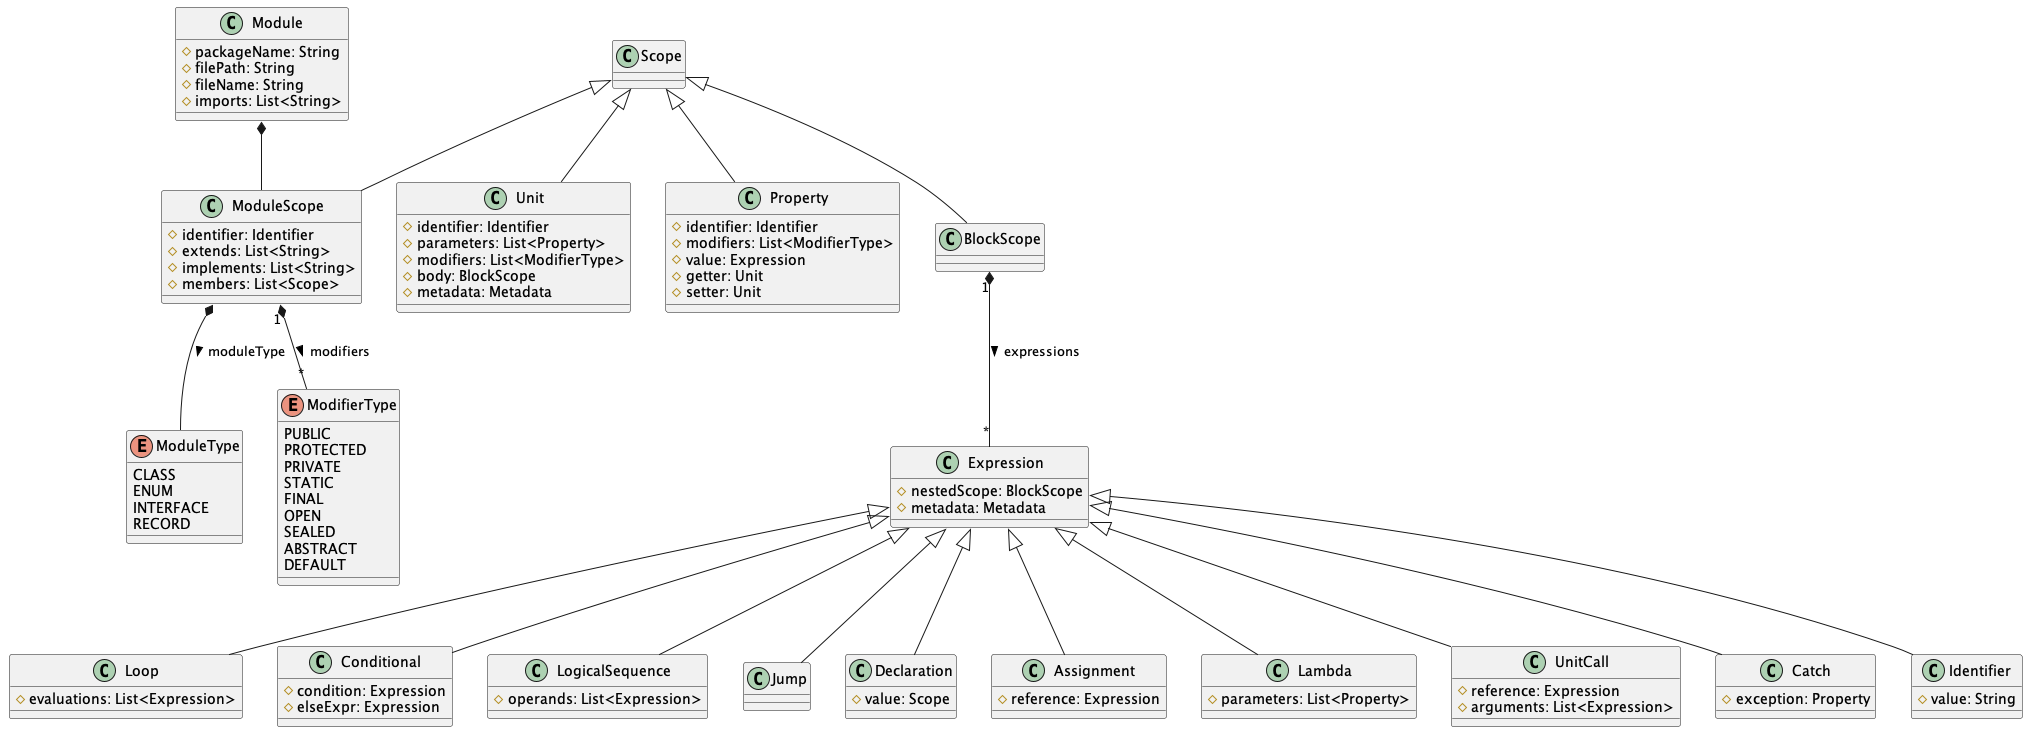 C Module
packageName: String
filePath: String
fileName: String
imports: List<String>
C Scope
C ModuleScope
identifier: Identifier
extends: List<String>
implements: List<String>
members: List<Scope>
C Unit
identifier: Identifier
parameters: List<Property>
modifiers: List<ModifierType>
body: BlockScope
metadata: Metadata
C Property
identifier: Identifier
modifiers: List<ModifierType>
value: Expression
getter: Unit
setter: Unit
C BlockScope
moduleType
1
modifiers
*
1
expressions
*
E ModuleType
CLASS
ENUM
INTERFACE
RECORD
E ModifierType
PUBLIC
PROTECTED
PRIVATE
STATIC
FINAL
OPEN
SEALED
ABSTRACT
DEFAULT
C Expression
nestedScope: BlockScope
metadata: Metadata
C Loop
evaluations: List<Expression>
C Conditional
condition: Expression
elseExpr: Expression
C LogicalSequence
operands: List<Expression>
C Jump
C Declaration
value: Scope
C Assignment
reference: Expression
C Lambda
parameters: List<Property>
C UnitCall
reference: Expression
arguments: List<Expression>
C Catch
exception: Property
C Identifier
value: String